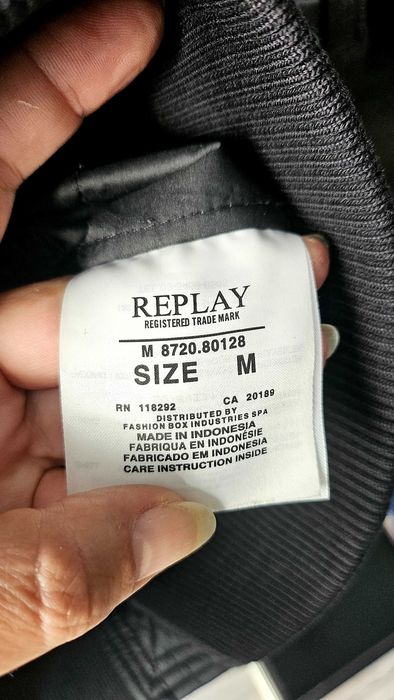 REPLAY
REGISTERED TRADE MARK
M 8720.80128
SIZE M
RN 118292 CA 20189
DISTRIBUTED BY
FASHION BOX INDUSTRIES SPA
MADE IN INDONESIA
FABRIQUA EN INDONÉSIE
FABRICADO EM INDONESIA
CARE INSTRUCTION INSIDE